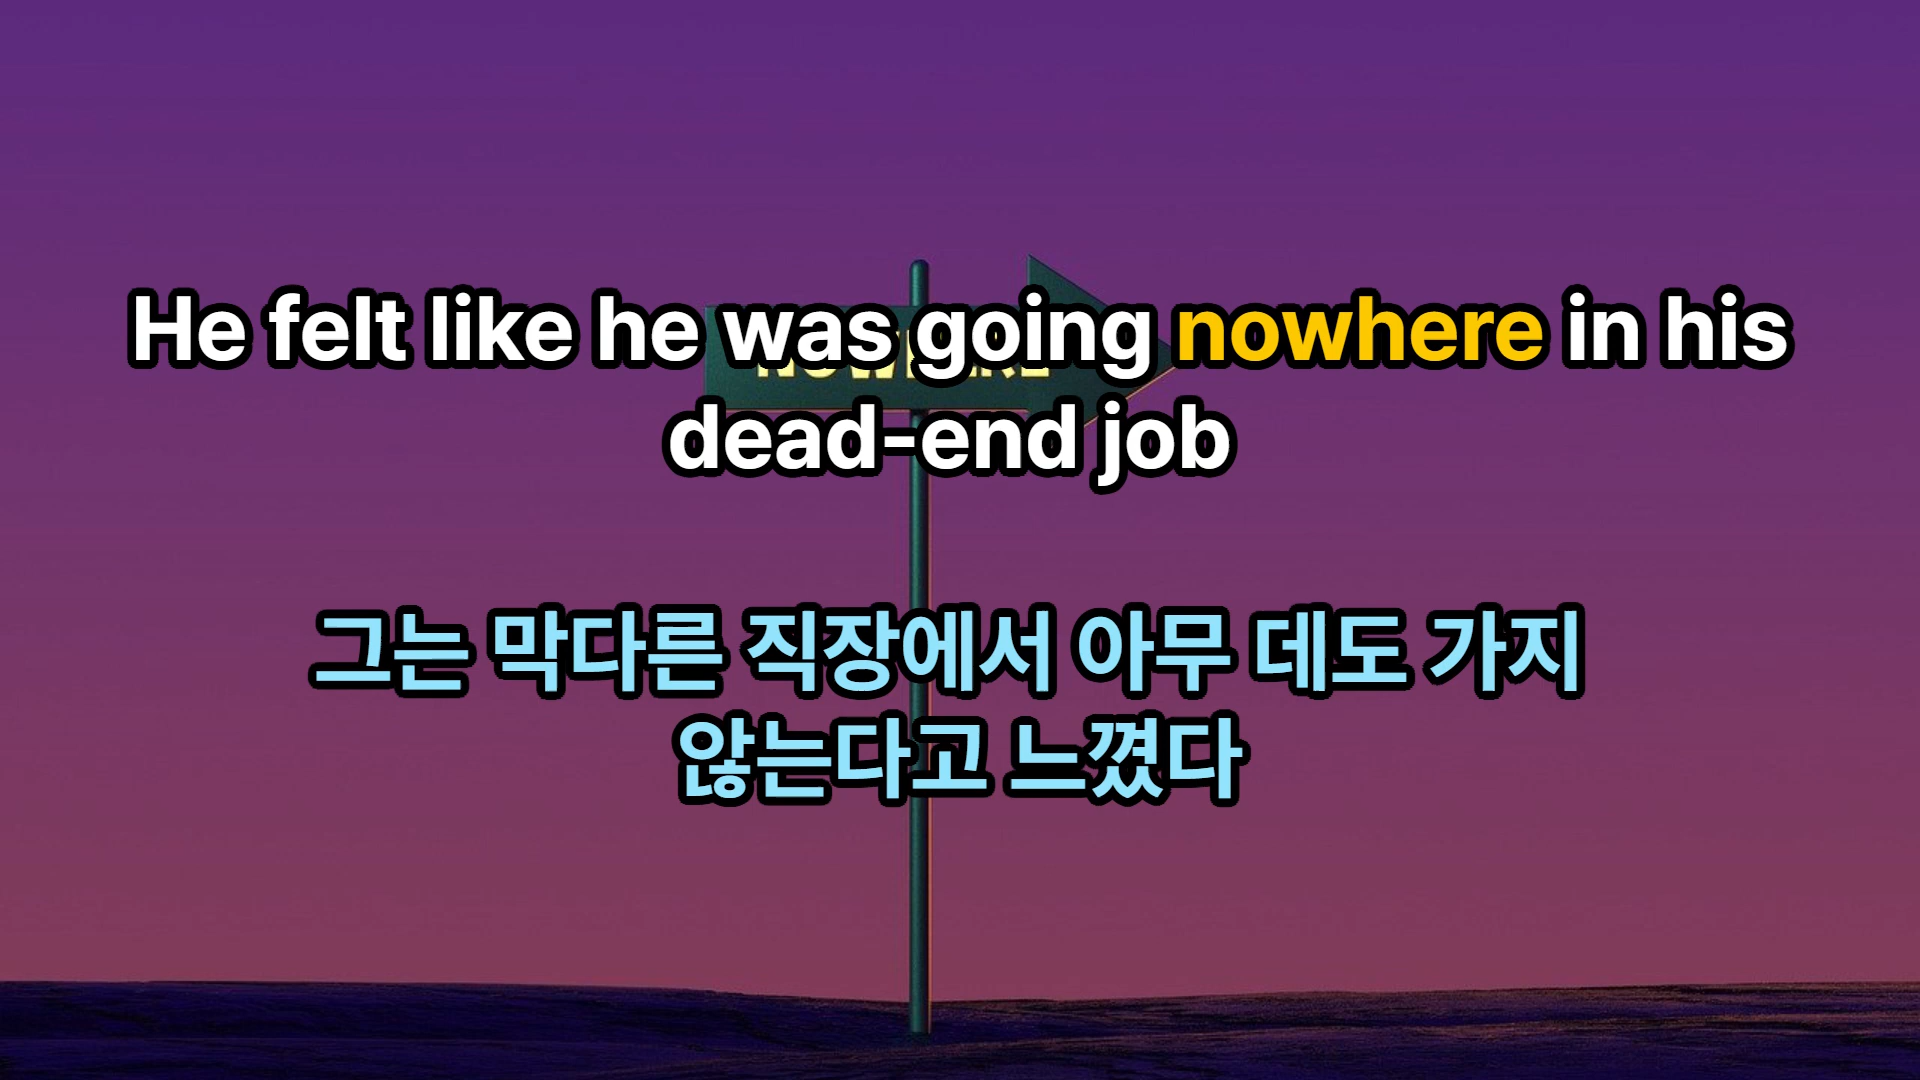 He felt like he was going nowhere in his
dead-end job
그는 막다른 직장에서 아무 데도 가지
않는다고 느꼈다